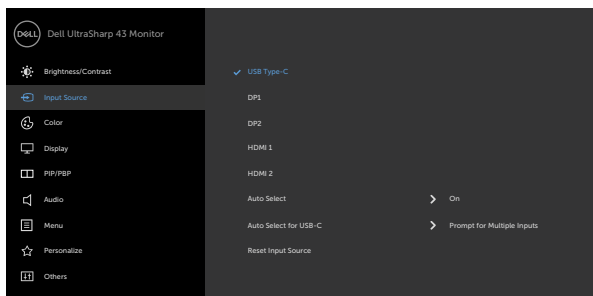 DELL Dell UltraSharp 43 Monitor
Brightness/Contrast
USB Type-C
Input Source
DP1
Color
DP2
Display
HDMI 1
PIP/PBP
HDMI 2
Audio
Auto Select
On
Menu
Auto Select for USB-C
Prompt for Multiple Inputs
Personalize
Reset Input Source
Others